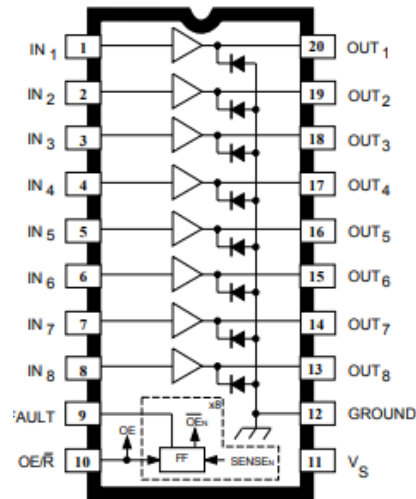 IN 1 1 20 OUT 1
IN 2 2 19 OUT 2
IN 3 3 18 OUT 3
IN 4 4 17 OUT 4
IN 5 5 16 OUT 5
IN 6 6 15 OUT 6
IN 7 7 14 OUT 7
IN 8 8 13 OUT 8
x8
AULT 9 OE OEN 12 GROUND
OE/R 10 FF SENSEN 11 VS